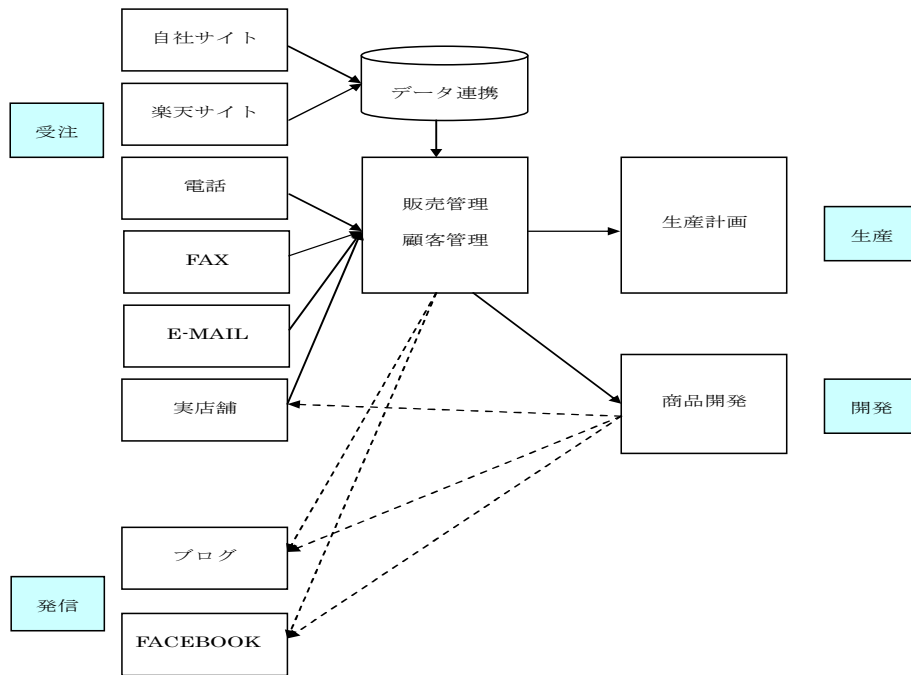 自社サイト
データ連携
楽天サイト
受注
電話
販売管理
顧客管理
生産計画
生産
FAX
E-MAIL
実店舗
商品開発
開発
ブログ
発信
FACEBOOK